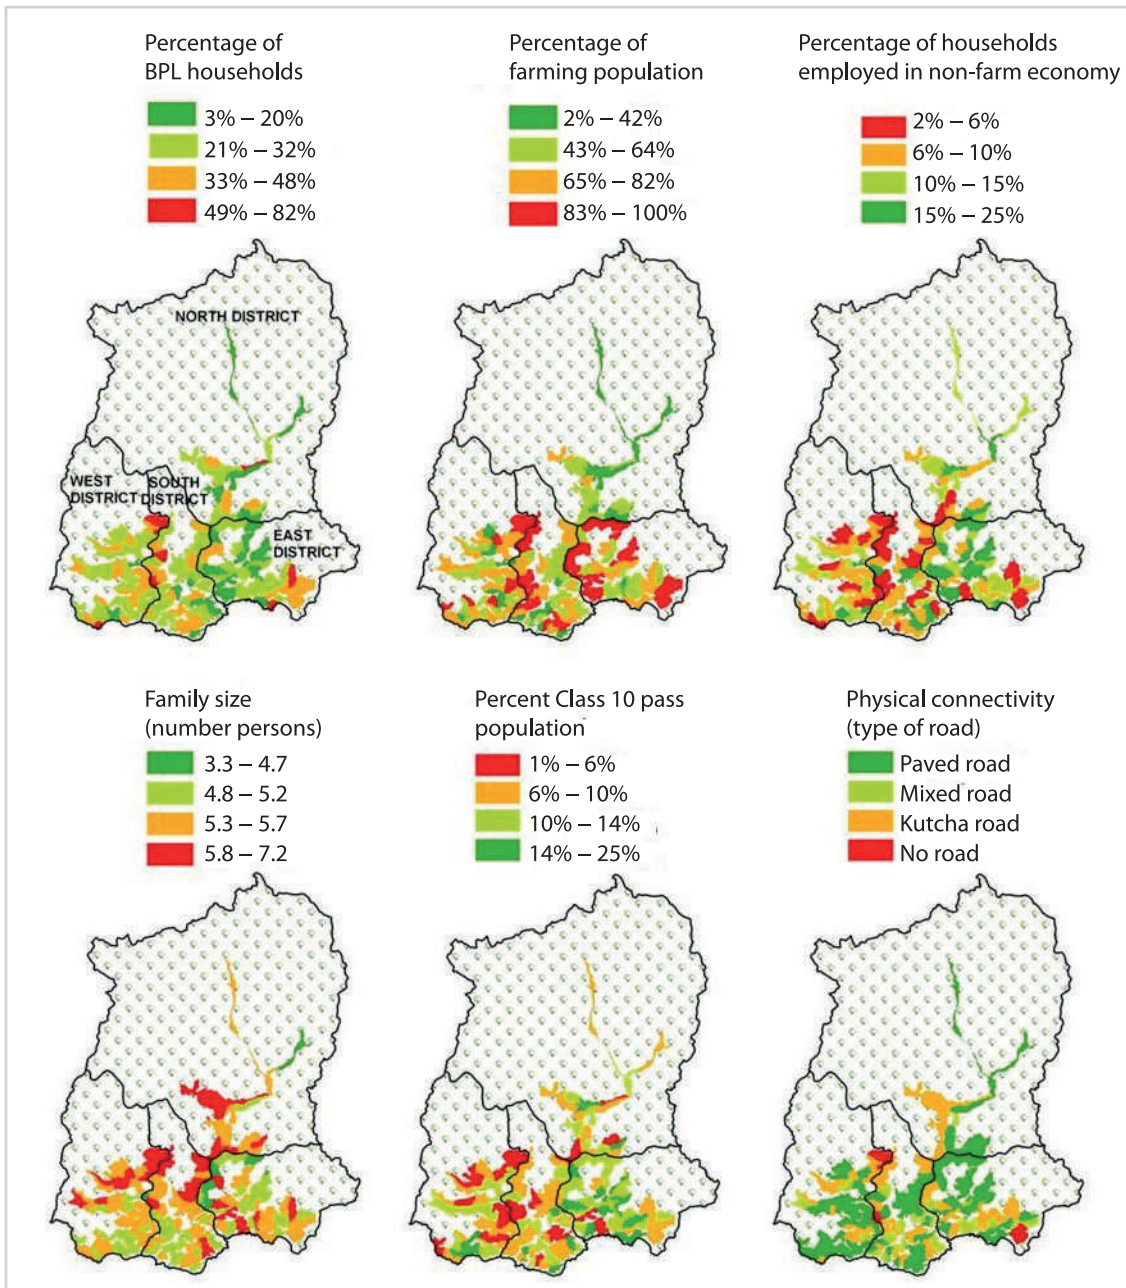 Percentage of
BPL households
3% – 20%
21% – 32%
33% – 48%
49% – 82%
Percentage of
farming population
2% – 42%
43% – 64%
65% – 82%
83% – 100%
Percentage of households
employed in non-farm economy
2% – 6%
6% – 10%
10% – 15%
15% – 25%
NORTH DISTRICT
WEST
DISTRICT
SOUTH
DISTRICT
EAST
DISTRICT
Family size
(number persons)
3.3 – 4.7
4.8 – 5.2
5.3 – 5.7
5.8 – 7.2
Percent Class 10 pass
population
1% – 6%
6% – 10%
10% – 14%
14% – 25%
Physical connectivity
(type of road)
Paved road
Mixed road
Kutcha road
No road